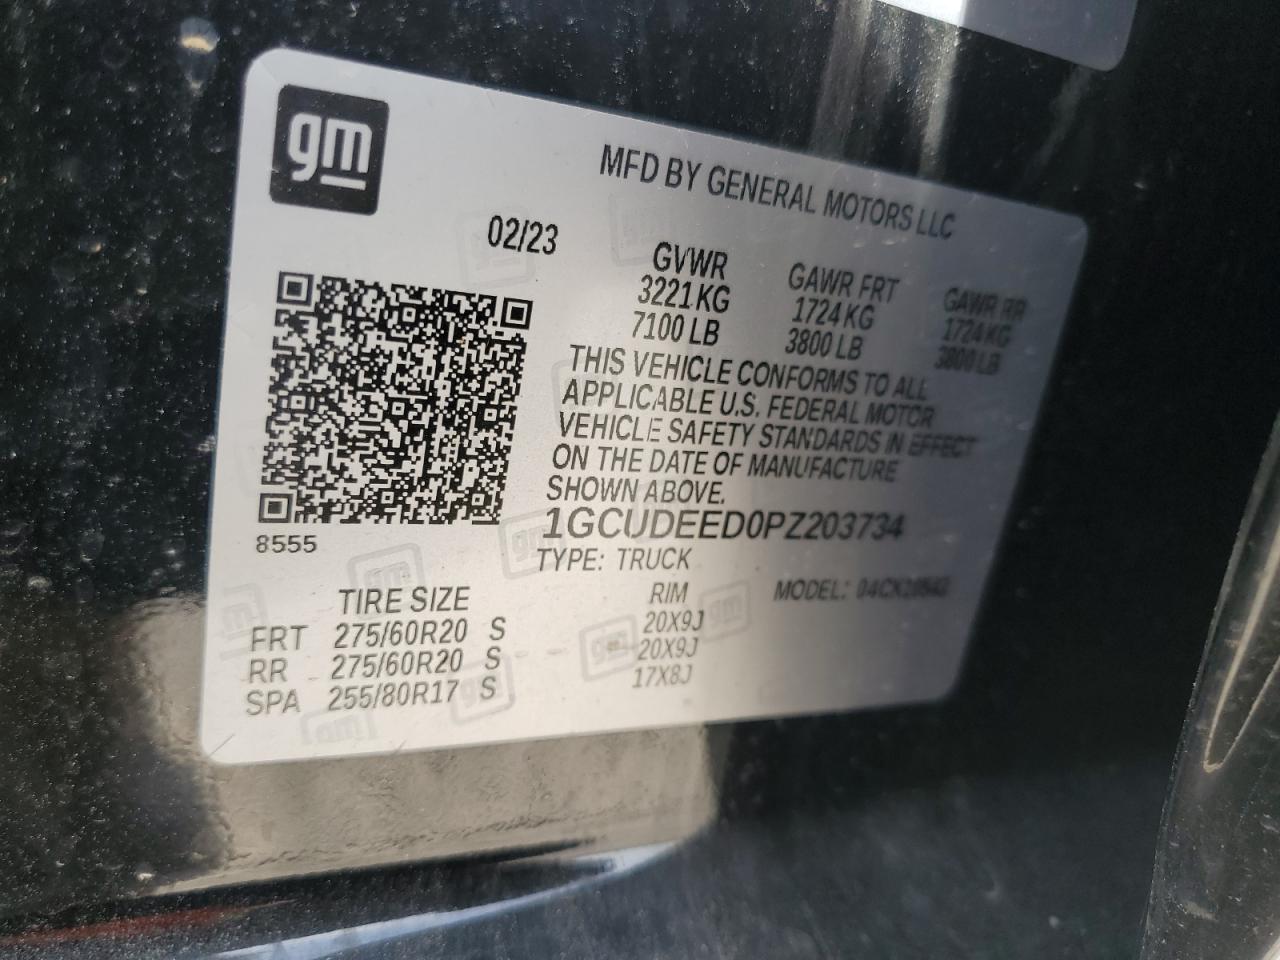 gm
MFD BY GENERAL MOTORS LLC
02/23
GVWR GAWR FRT GAWR RR
3221 KG 1724 KG 1724 KG
7100 LB 3800 LB 3800 LB
THIS VEHICLE CONFORMS TO ALL
APPLICABLE U.S. FEDERAL MOTOR
VEHICLE SAFETY STANDARDS IN EFFECT
ON THE DATE OF MANUFACTURE
SHOWN ABOVE.
1GCUDEED0PZ203734
8555
TYPE: TRUCK
TIRE SIZE RIM MODEL:
FRT 275/60R20 S 20X9J
RR 275/60R20 S 20X9J
SPA 255/80R17 S 17X8J